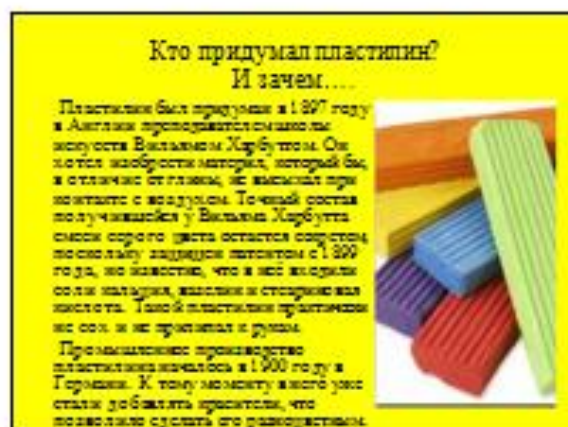 Кто придумал пластилин?
И зачем....
Пластилин был придуман в 1897 году
в Англии преподавателем школы
искусств Вильямом Харбуттом. Он
хотел изобрести материал, который бы,
в отличие от глины, не высыхал при
контакте с воздухом. Точный состав
получившейся у Вильяма Харбутта
смеси серого цвета остается секретом,
поскольку защищен патентом с 1899
года, но известно, что в неё входили
соли кальция, вазелин и стеариновая
кислота. Такой пластилин практически
не сох и не прилипал к рукам.
Промышленное производство
пластилина началось в 1900 году в
Германии. К тому моменту в него уже
стали добавлять красители, что
позволило сделать его разноцветным.